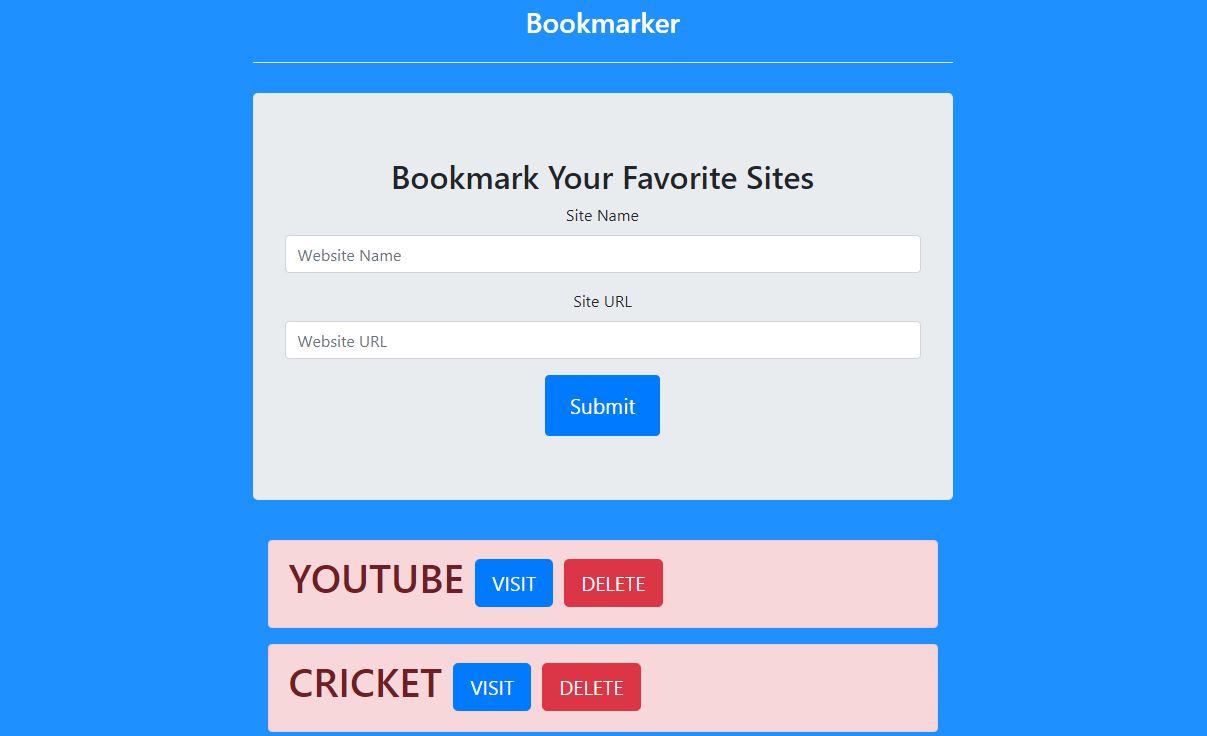 Bookmarker
Bookmark Your Favorite Sites
Site Name
Website Name
Site URL
Website URL
Submit
YOUTUBE VISIT DELETE
CRICKET VISIT DELETE